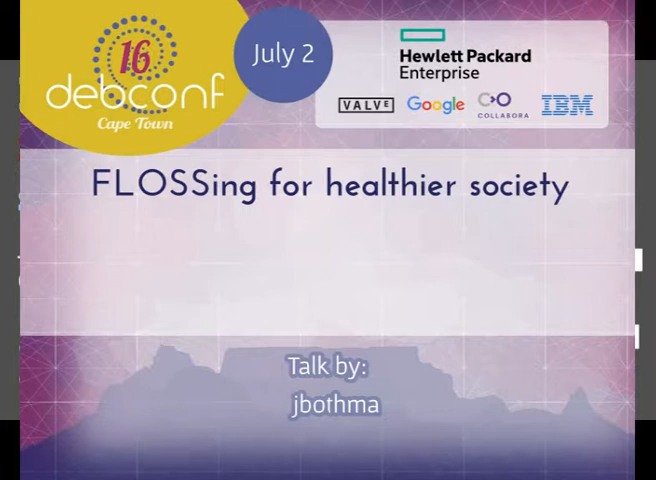 16
debconf
Cape Town
July 2
Hewlett Packard
Enterprise
VALVE
Google
COLLABORA
IBM
FLOSSing for healthier society
Talk by:
jbothma